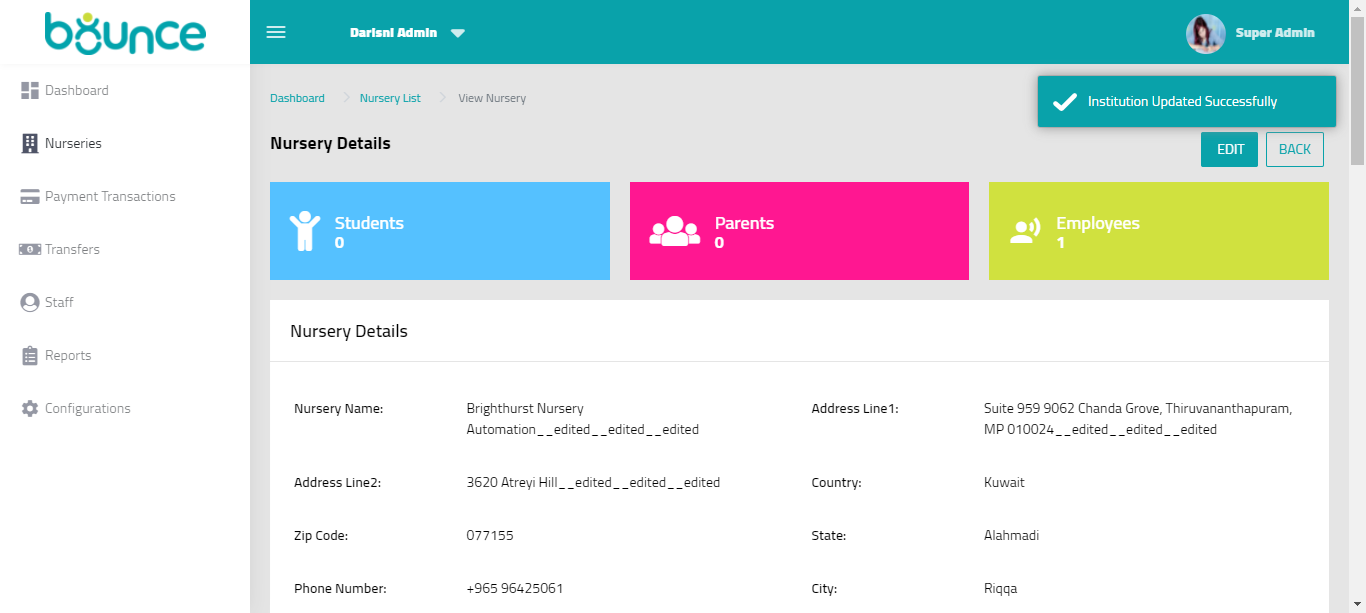 bounce
Darisni Admin
Super Admin
Dashboard
Nurseries
Payment Transactions
Transfers
Staff
Reports
Configurations
Dashboard
Nursery List
View Nursery
Institution Updated Successfully
Nursery Details
EDIT
BACK
Students
0
Parents
0
Employees
1
Nursery Details
Nursery Name:
Brighthurst Nursery
Automation__edited__edited__edited
Address Line1:
Suite 959 9062 Chanda Grove, Thiruvananthapuram,
MP 010024__edited__edited__edited
Address Line2:
3620 Atreyi Hill__edited__edited__edited
Country:
Kuwait
Zip Code:
077155
State:
Alahmadi
Phone Number:
+965 96425061
City:
Riqqa